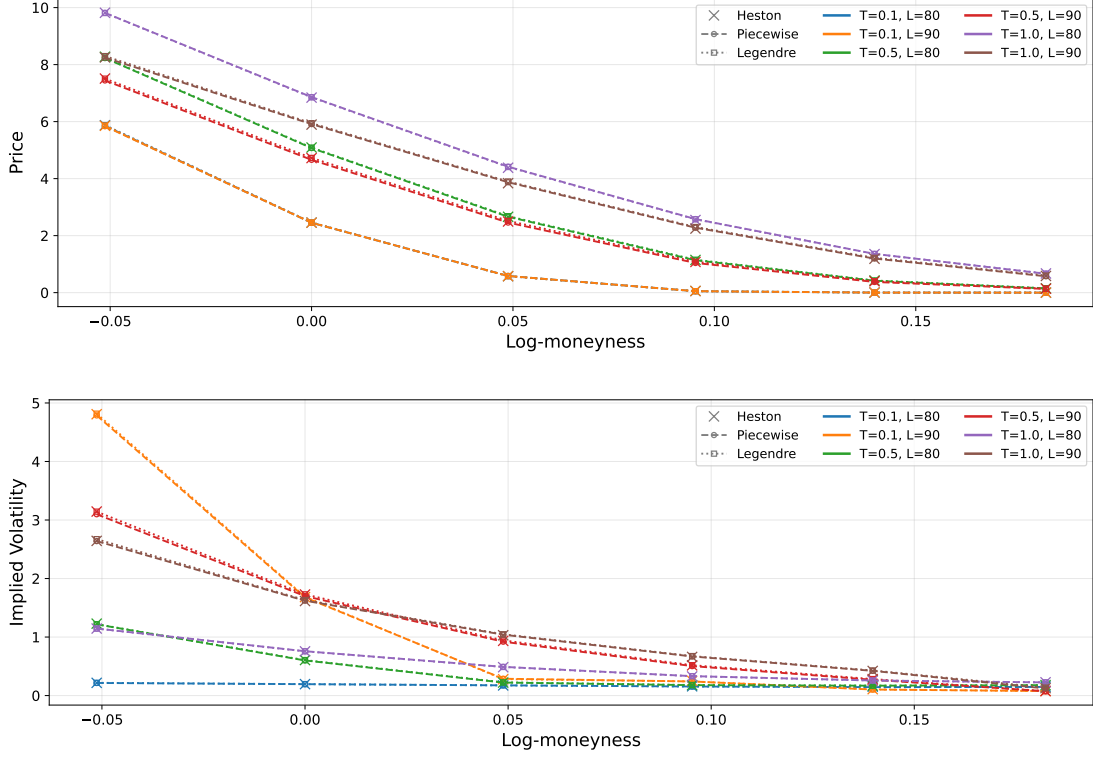 10
8
6
4
2
0
Price
Heston
Piecewise
Legendre
T=0.1, L=80
T=0.1, L=90
T=0.5, L=80
T=0.5, L=90
T=1.0, L=80
T=1.0, L=90
−0.05 0.00 0.05 0.10 0.15
Log-moneyness
5
4
3
2
1
0
Implied Volatility
Heston
Piecewise
Legendre
T=0.1, L=80
T=0.1, L=90
T=0.5, L=80
T=0.5, L=90
T=1.0, L=80
T=1.0, L=90
−0.05 0.00 0.05 0.10 0.15
Log-moneyness